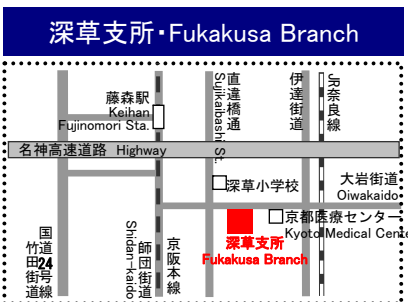 深草支所・Fukakusa Branch
藤森駅
Keihan
Fujinomori Sta.
直違橋通
Sujikaibashi St.
伊達街道
JR奈良線
名神高速道路 Highway
深草小学校
大岩街道
Oiwakaido
京都医療センター
Kyoto Medical Cente
深草支所
Fukakusa Branch
国道24号線
竹田街道
Shidan-kaido
師団街道
京阪本線